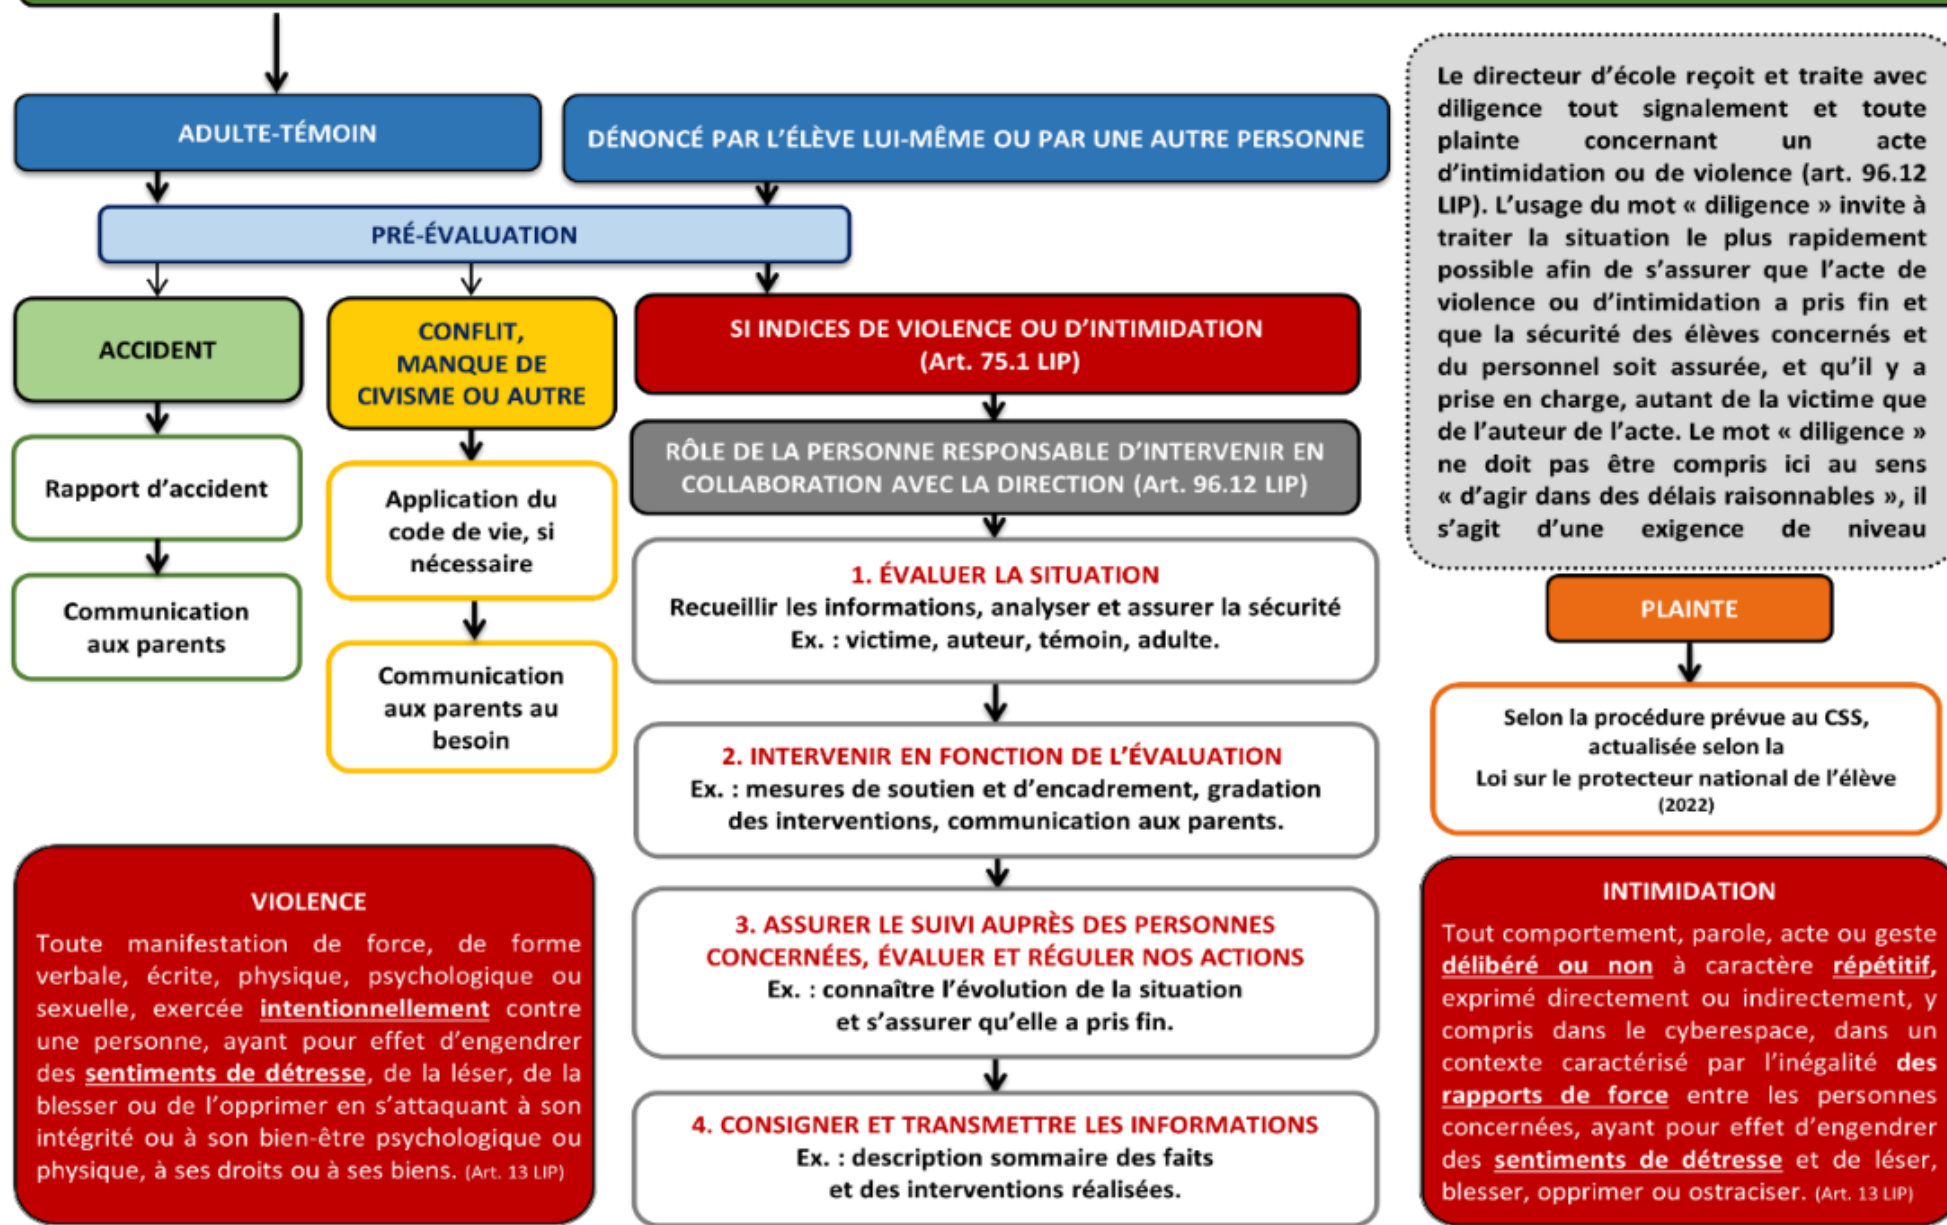 ADULTE-TÉMOIN
DÉNONCÉ PAR L'ÉLÈVE LUI-MÊME OU PAR UNE AUTRE PERSONNE
PRÉ-ÉVALUATION
ACCIDENT
Rapport d'accident
Communication
aux parents
CONFLIT,
MANQUE DE
CIVISME OU AUTRE
Application du
code de vie, si
nécessaire
Communication
aux parents au
besoin
SI INDICES DE VIOLENCE OU D'INTIMIDATION
(Art. 75.1 LIP)
RÔLE DE LA PERSONNE RESPONSABLE D'INTERVENIR EN
COLLABORATION AVEC LA DIRECTION (Art. 96.12 LIP)
1. ÉVALUER LA SITUATION
Recueillir les informations, analyser et assurer la sécurité
Ex. : victime, auteur, témoin, adulte.
2. INTERVENIR EN FONCTION DE L'ÉVALUATION
Ex. : mesures de soutien et d'encadrement, gradation
des interventions, communication aux parents.
3. ASSURER LE SUIVI AUPRÈS DES PERSONNES
CONCERNÉES, ÉVALUER ET RÉGULER NOS ACTIONS
Ex. : connaître l'évolution de la situation
et s'assurer qu'elle a pris fin.
4. CONSIGNER ET TRANSMETTRE LES INFORMATIONS
Ex. : description sommaire des faits
et des interventions réalisées.
Le directeur d'école reçoit et traite avec
diligence tout signalement et toute
plainte concernant un acte
d'intimidation ou de violence (art. 96.12
LIP). L'usage du mot « diligence » invite à
traiter la situation le plus rapidement
possible afin de s'assurer que l'acte de
violence ou d'intimidation a pris fin et
que la sécurité des élèves concernés et
du personnel soit assurée, et qu'il y a
prise en charge, autant de la victime que
de l'auteur de l'acte. Le mot « diligence »
ne doit pas être compris ici au sens
« d'agir dans des délais raisonnables », il
s'agit d'une exigence de niveau
PLAINTE
Selon la procédure prévue au CSS,
actualisée selon la
Loi sur le protecteur national de l'élève
(2022)
VIOLENCE
Toute manifestation de force, de forme
verbale, écrite, physique, psychologique ou
sexuelle, exercée intentionnellement contre
une personne, ayant pour effet d'engendrer
des sentiments de détresse, de la léser, de la
blesser ou de l'opprimer en s'attaquant à son
intégrité ou à son bien-être psychologique ou
physique, à ses droits ou à ses biens. (Art. 13 LIP)
INTIMIDATION
Tout comportement, parole, acte ou geste
délibéré ou non à caractère répétitif,
exprimé directement ou indirectement, y
compris dans le cyberespace, dans un
contexte caractérisé par l'inégalité des
rapports de force entre les personnes
concernées, ayant pour effet d'engendrer
des sentiments de détresse et de léser,
blesser, opprimer ou ostraciser. (Art. 13 LIP)